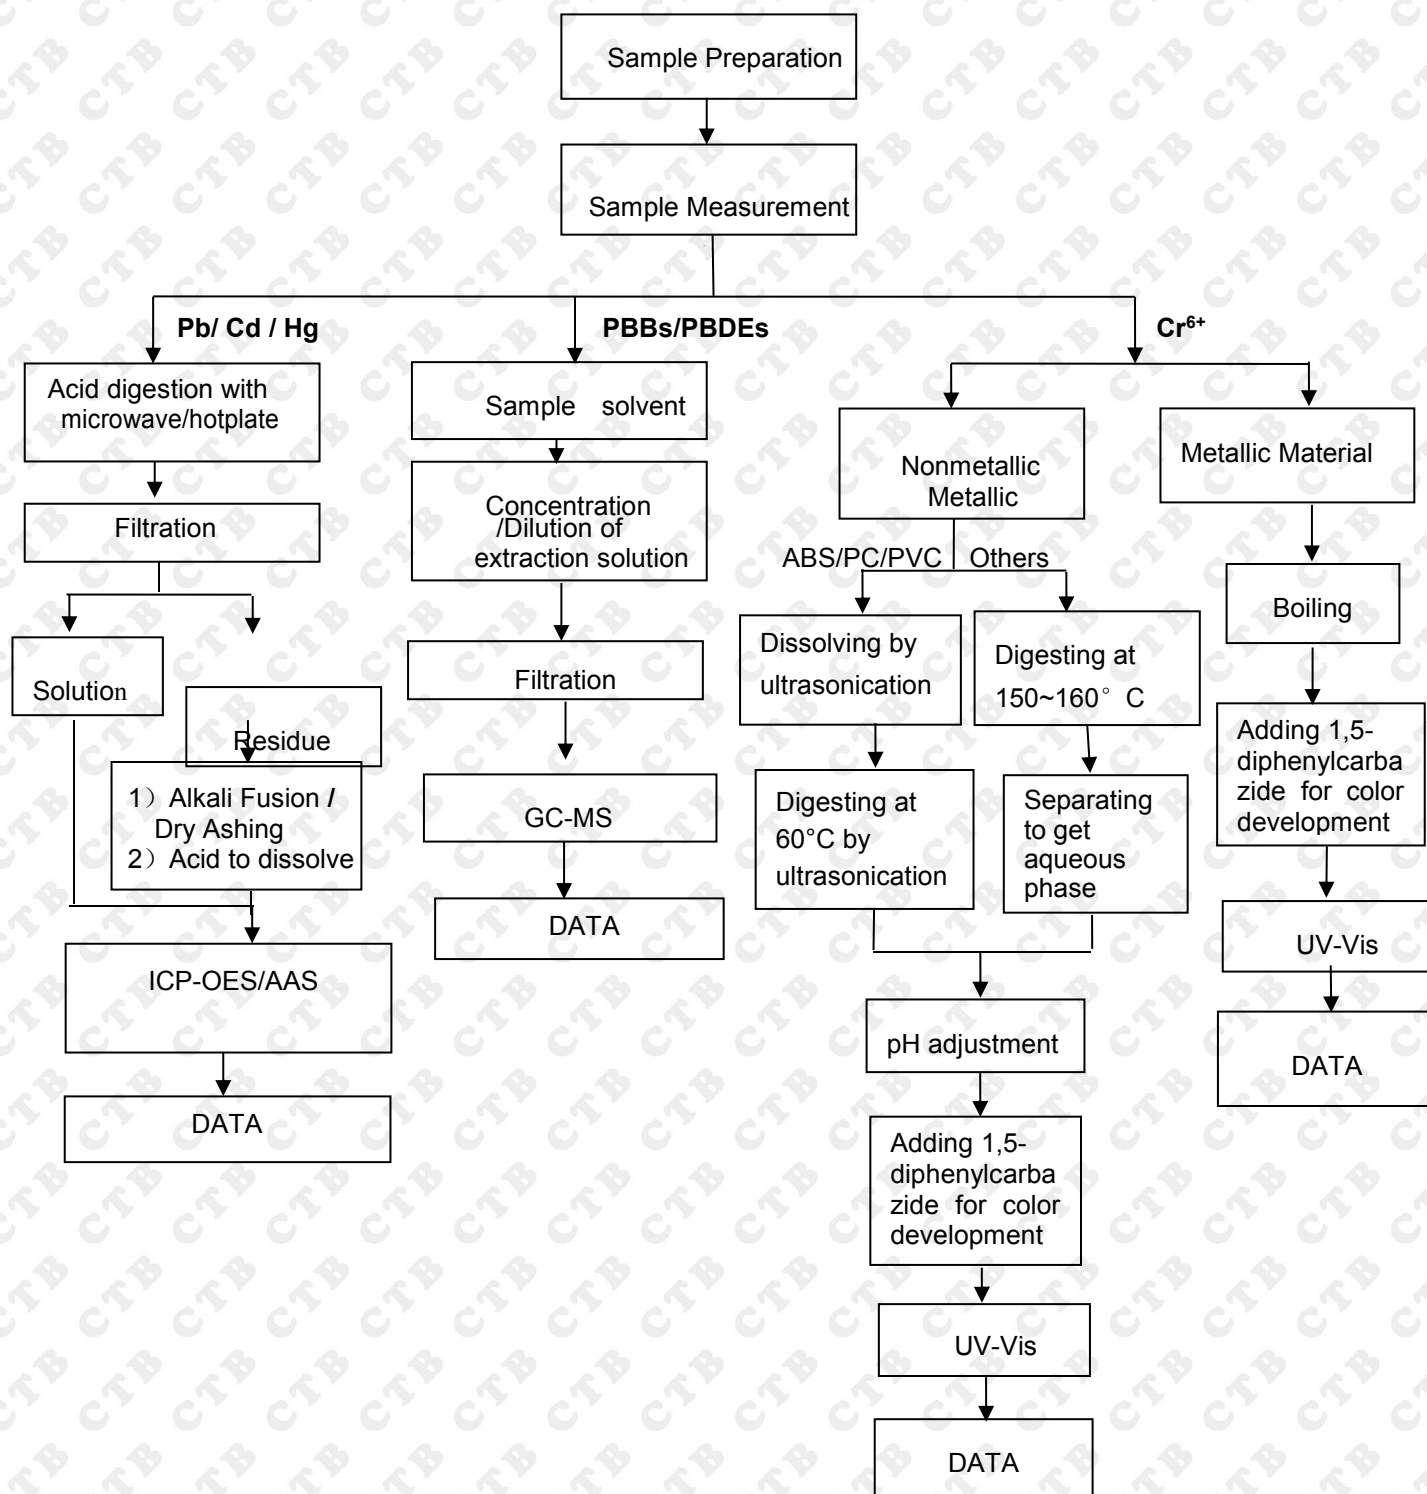 Sample Preparation
Sample Measurement
Pb/ Cd / Hg
Acid digestion with
microwave/hotplate
Filtration
Solution
Residue
1）Alkali Fusion /
Dry Ashing
2）Acid to dissolve
ICP-OES/AAS
DATA
PBBs/PBDEs
Sample solvent
Concentration
/Dilution of
extraction solution
Filtration
GC-MS
DATA
Cr⁶⁺
Nonmetallic
Metallic
ABS/PC/PVC
Others
Dissolving by
ultrasonication
Digesting at
60°C by
ultrasonication
Digesting at
150~160° C
Separating
to get
aqueous
phase
pH adjustment
Adding 1,5-
diphenylcarba
zide for color
development
UV-Vis
DATA
Metallic Material
Boiling
Adding 1,5-
diphenylcarba
zide for color
development
UV-Vis
DATA
CTB